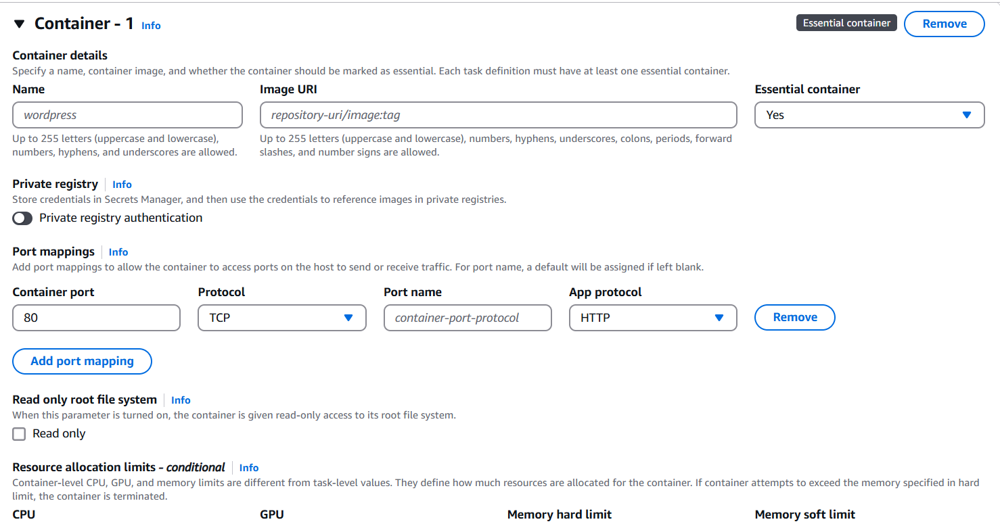 Container - 1 Info
Essential container
Remove
Container details
Specify a name, container image, and whether the container should be marked as essential. Each task definition must have at least one essential container.
Name
Image URI
Essential container
wordpress
repository-uri/image:tag
Yes
Up to 255 letters (uppercase and lowercase),
numbers, hyphens, and underscores are allowed.
Up to 255 letters (uppercase and lowercase), numbers, hyphens, underscores, colons, periods, forward
slashes, and number signs are allowed.
Private registry Info
Store credentials in Secrets Manager, and then use the credentials to reference images in private registries.
Private registry authentication
Port mappings Info
Add port mappings to allow the container to access ports on the host to send or receive traffic. For port name, a default will be assigned if left blank.
Container port
Protocol
Port name
App protocol
80
TCP
container-port-protocol
HTTP
Remove
Add port mapping
Read only root file system Info
When this parameter is turned on, the container is given read-only access to its root file system.
Read only
Resource allocation limits - conditional Info
Container-level CPU, GPU, and memory limits are different from task-level values. They define how much resources are allocated for the container. If container attempts to exceed the memory specified in hard
limit, the container is terminated.
CPU
GPU
Memory hard limit
Memory soft limit